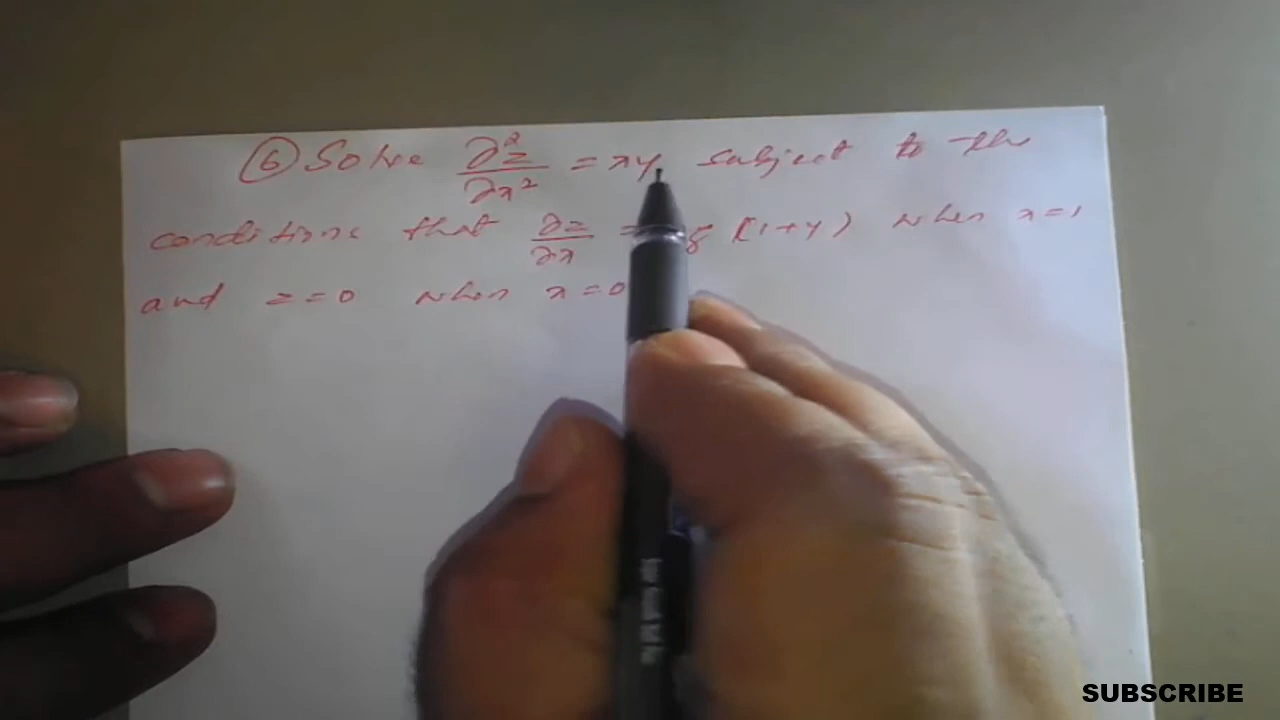 ⑥ Solve ∂²z/∂x² = xy, subject to the
conditions that ∂z/∂x = (1+y) when x=1
and z=0 when x=0
SUBSCRIBE